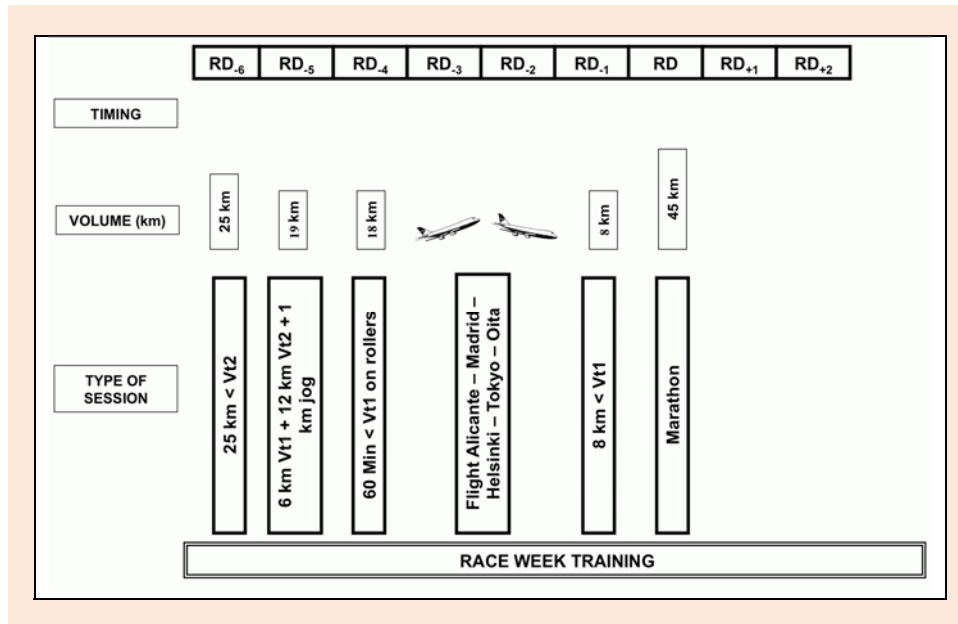 RD-6 RD-5 RD-4 RD-3 RD-2 RD-1 RD RD+1 RD+2
TIMING
VOLUME (km)
25 km
19 km
18 km
8 km
45 km
TYPE OF
SESSION
25 km < Vt2
6 km Vt1 + 12 km Vt2 + 1
km jog
60 Min < Vt1 on rollers
Flight Alicante – Madrid –
Helsinki – Tokyo – Oita
8 km < Vt1
Marathon
RACE WEEK TRAINING